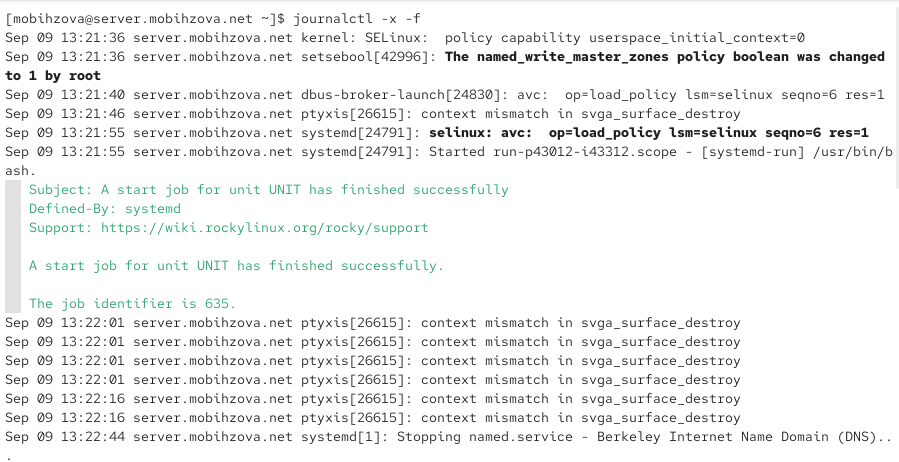 [mobihzova@server.mobihzova.net ~]$ journalctl -x -f
Sep 09 13:21:36 server.mobihzova.net kernel: SELinux:  policy capability userspace_initial_context=0
Sep 09 13:21:36 server.mobihzova.net setsebool[42996]: The named_write_master_zones policy boolean was changed
to 1 by root
Sep 09 13:21:40 server.mobihzova.net dbus-broker-launch[24830]: avc:  op=load_policy lsm=selinux seqno=6 res=1
Sep 09 13:21:46 server.mobihzova.net ptyxis[26615]: context mismatch in svga_surface_destroy
Sep 09 13:21:55 server.mobihzova.net systemd[24791]: selinux: avc:  op=load_policy lsm=selinux seqno=6 res=1
Sep 09 13:21:55 server.mobihzova.net systemd[24791]: Started run-p43012-i43312.scope - [systemd-run] /usr/bin/b
ash.
Subject: A start job for unit UNIT has finished successfully
Defined-By: systemd
Support: https://wiki.rockylinux.org/rocky/support
A start job for unit UNIT has finished successfully.
The job identifier is 635.
Sep 09 13:22:01 server.mobihzova.net ptyxis[26615]: context mismatch in svga_surface_destroy
Sep 09 13:22:01 server.mobihzova.net ptyxis[26615]: context mismatch in svga_surface_destroy
Sep 09 13:22:01 server.mobihzova.net ptyxis[26615]: context mismatch in svga_surface_destroy
Sep 09 13:22:01 server.mobihzova.net ptyxis[26615]: context mismatch in svga_surface_destroy
Sep 09 13:22:16 server.mobihzova.net ptyxis[26615]: context mismatch in svga_surface_destroy
Sep 09 13:22:16 server.mobihzova.net ptyxis[26615]: context mismatch in svga_surface_destroy
Sep 09 13:22:44 server.mobihzova.net systemd[1]: Stopping named.service - Berkeley Internet Name Domain (DNS)..
.